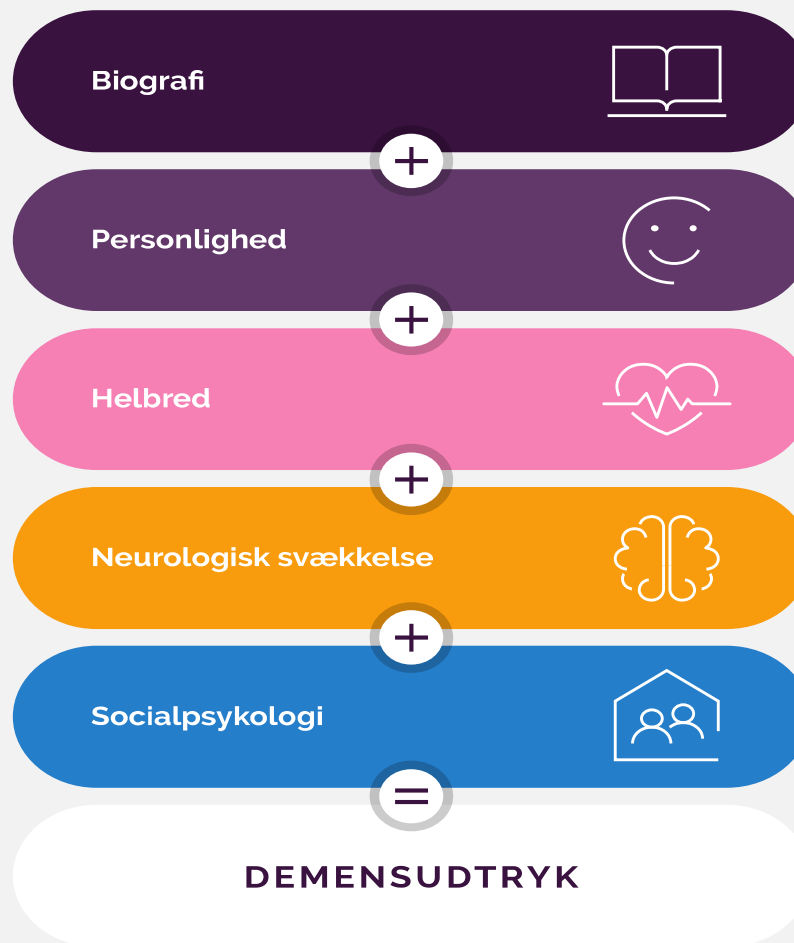 Biografi
+
Personlighed
+
Helbred
+
Neurologisk svækkelse
+
Socialpsykologi
=
DEMENSUDTRYK